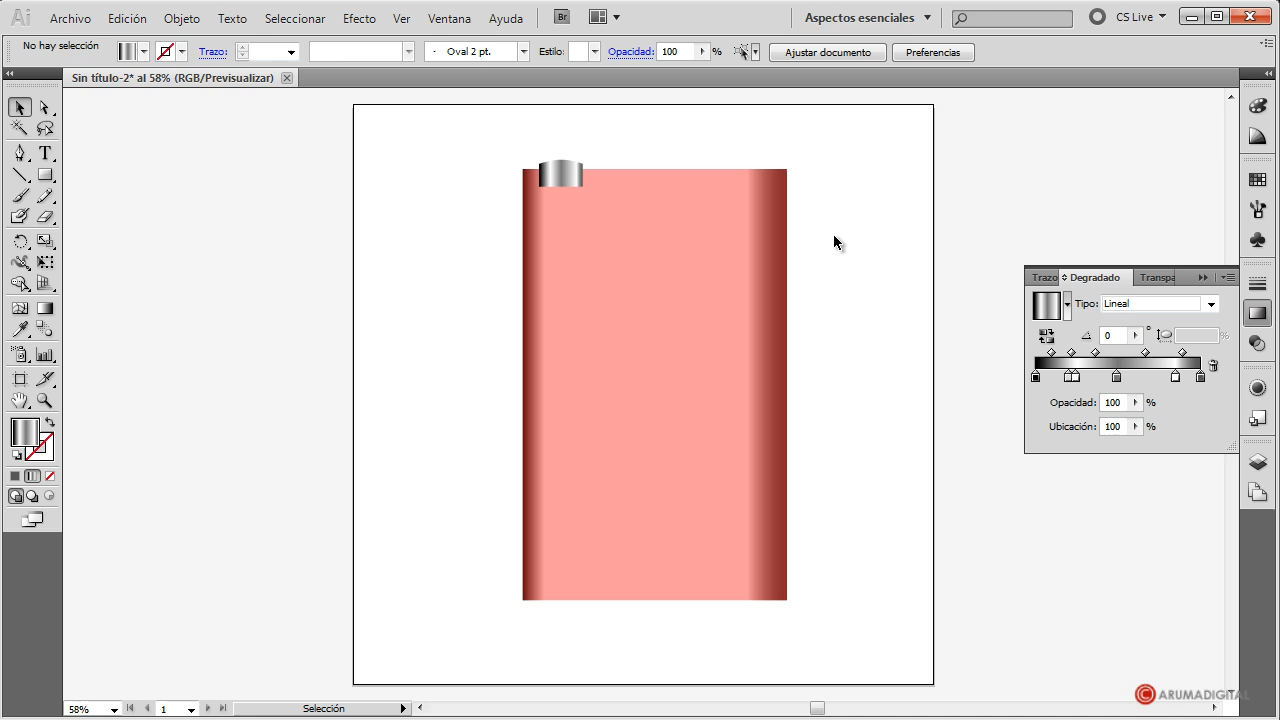 Ai Archivo Edición Objeto Texto Seleccionar Efecto Ver Ventana Ayuda Br Aspectos esenciales CS Live
No hay selección Trazo: - Oval 2 pt. Estilo: Opacidad: 100 % Ajustar documento Preferencias
Sin título-2* al 58% (RGB/Previsualizar)
Trazo Degradado Transpa
Tipo: Lineal
0 ° %
Opacidad: 100 %
Ubicación: 100 %
58% 1 Selección
C ARUMADIGITAL